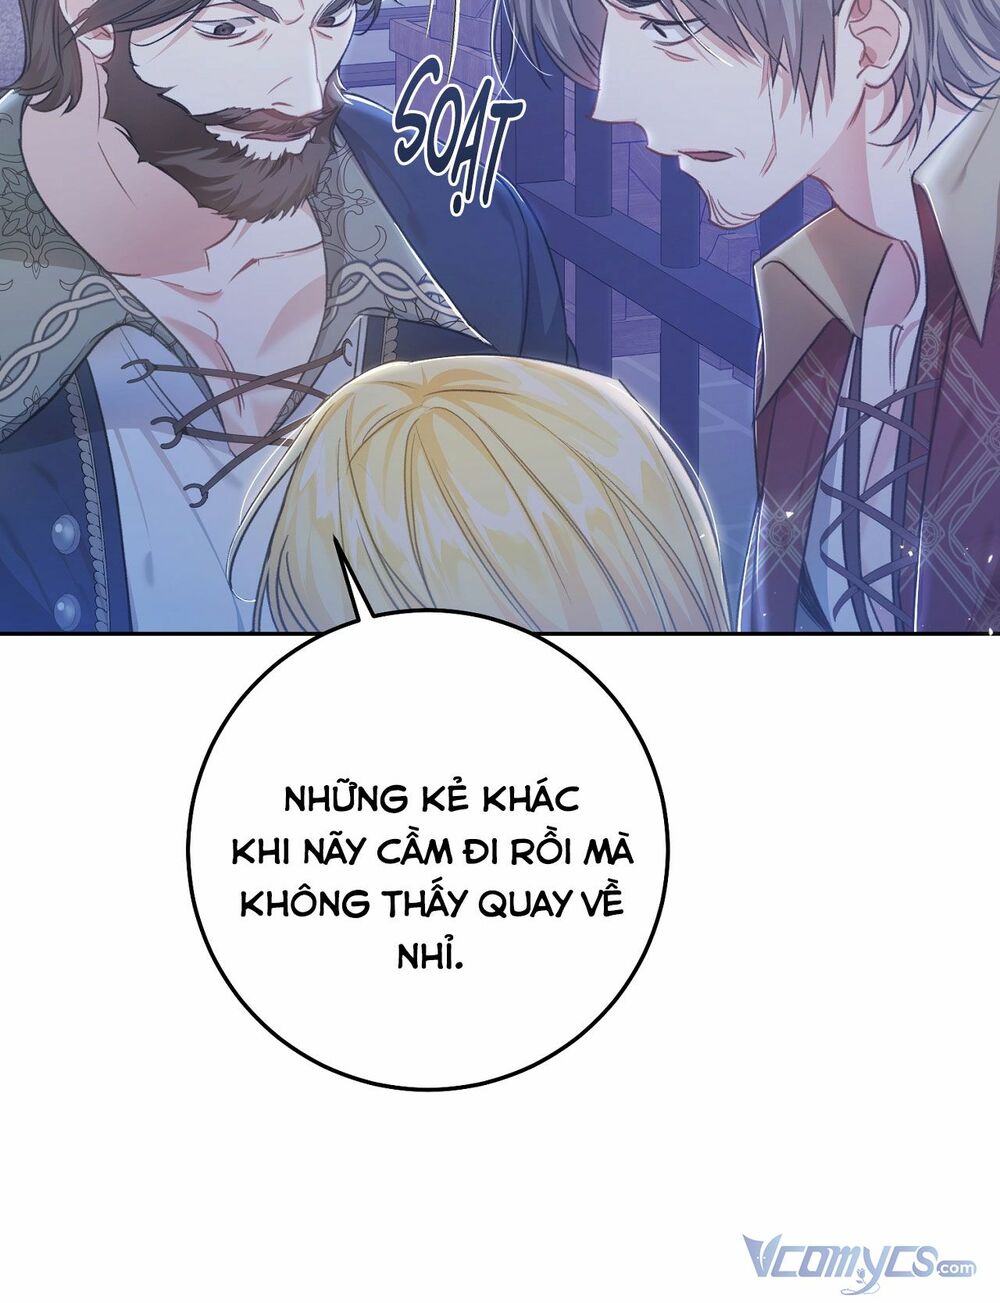 SOẠT
NHỮNG KẺ KHÁC
KHI NÃY CẦM ĐI RỒI MÀ
KHÔNG THẤY QUAY VỀ
NHỈ.
VCOMYCS.com